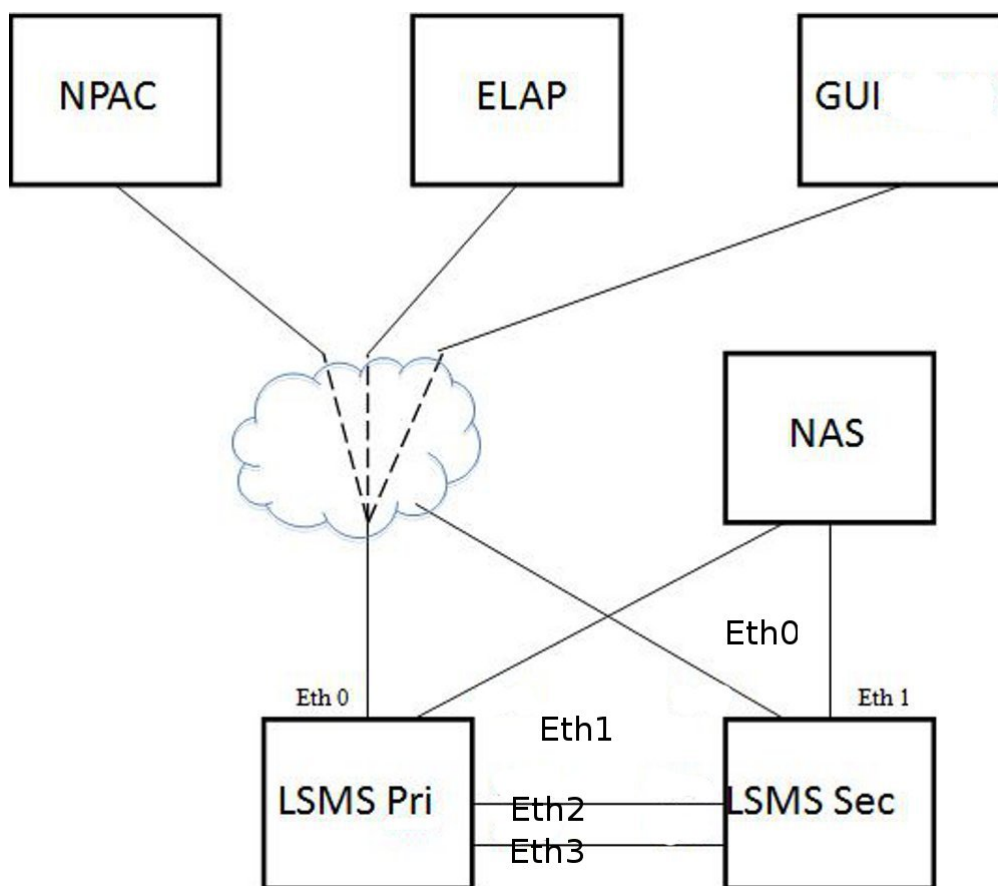 NPAC
ELAP
GUI
NAS
Eth0
Eth 0
Eth 1
Eth1
LSMS Pri
Eth2
LSMS Sec
Eth3